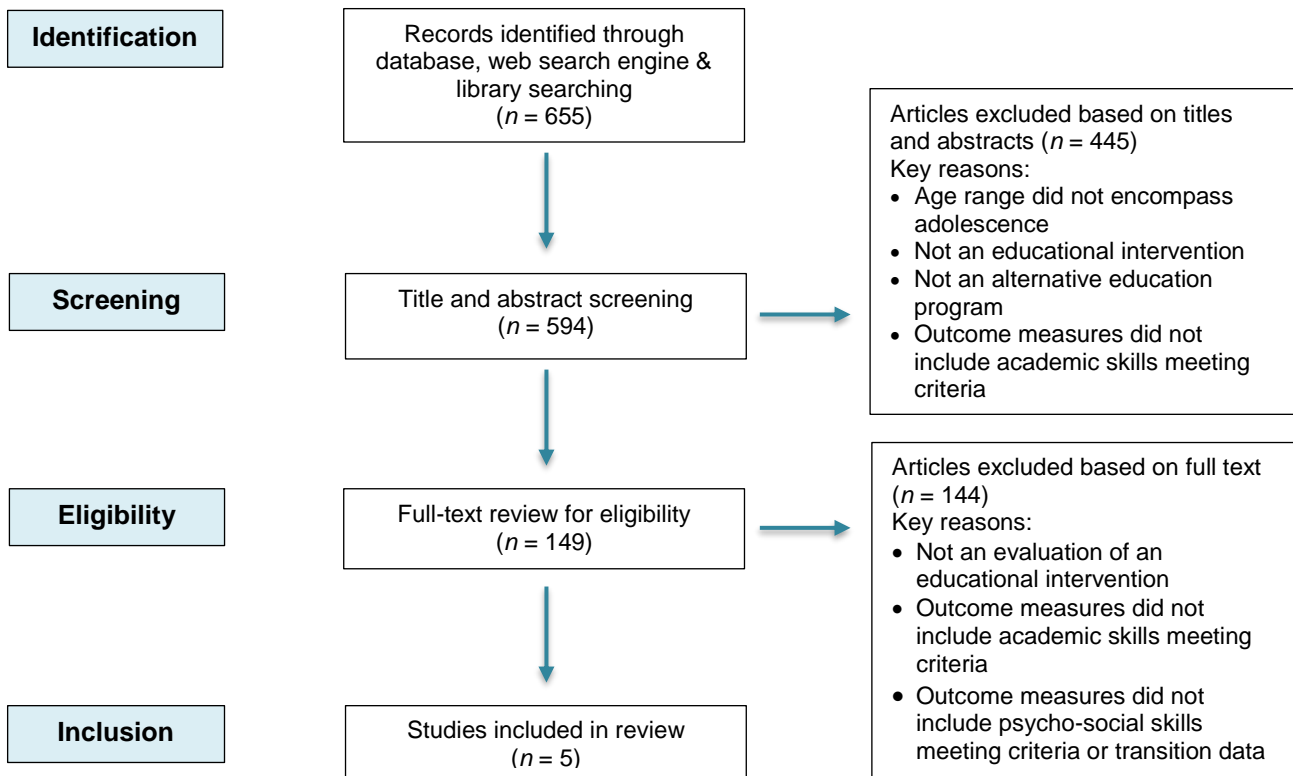 Identification
Records identified through
database, web search engine &
library searching
(n = 655)
Articles excluded based on titles
and abstracts (n = 445)
Key reasons:
• Age range did not encompass
adolescence
• Not an educational intervention
• Not an alternative education
program
• Outcome measures did not
include academic skills meeting
criteria
Screening
Title and abstract screening
(n = 594)
Eligibility
Full-text review for eligibility
(n = 149)
Articles excluded based on full text
(n = 144)
Key reasons:
• Not an evaluation of an
educational intervention
• Outcome measures did not
include academic skills meeting
criteria
• Outcome measures did not
include psycho-social skills
meeting criteria or transition data
Inclusion
Studies included in review
(n = 5)